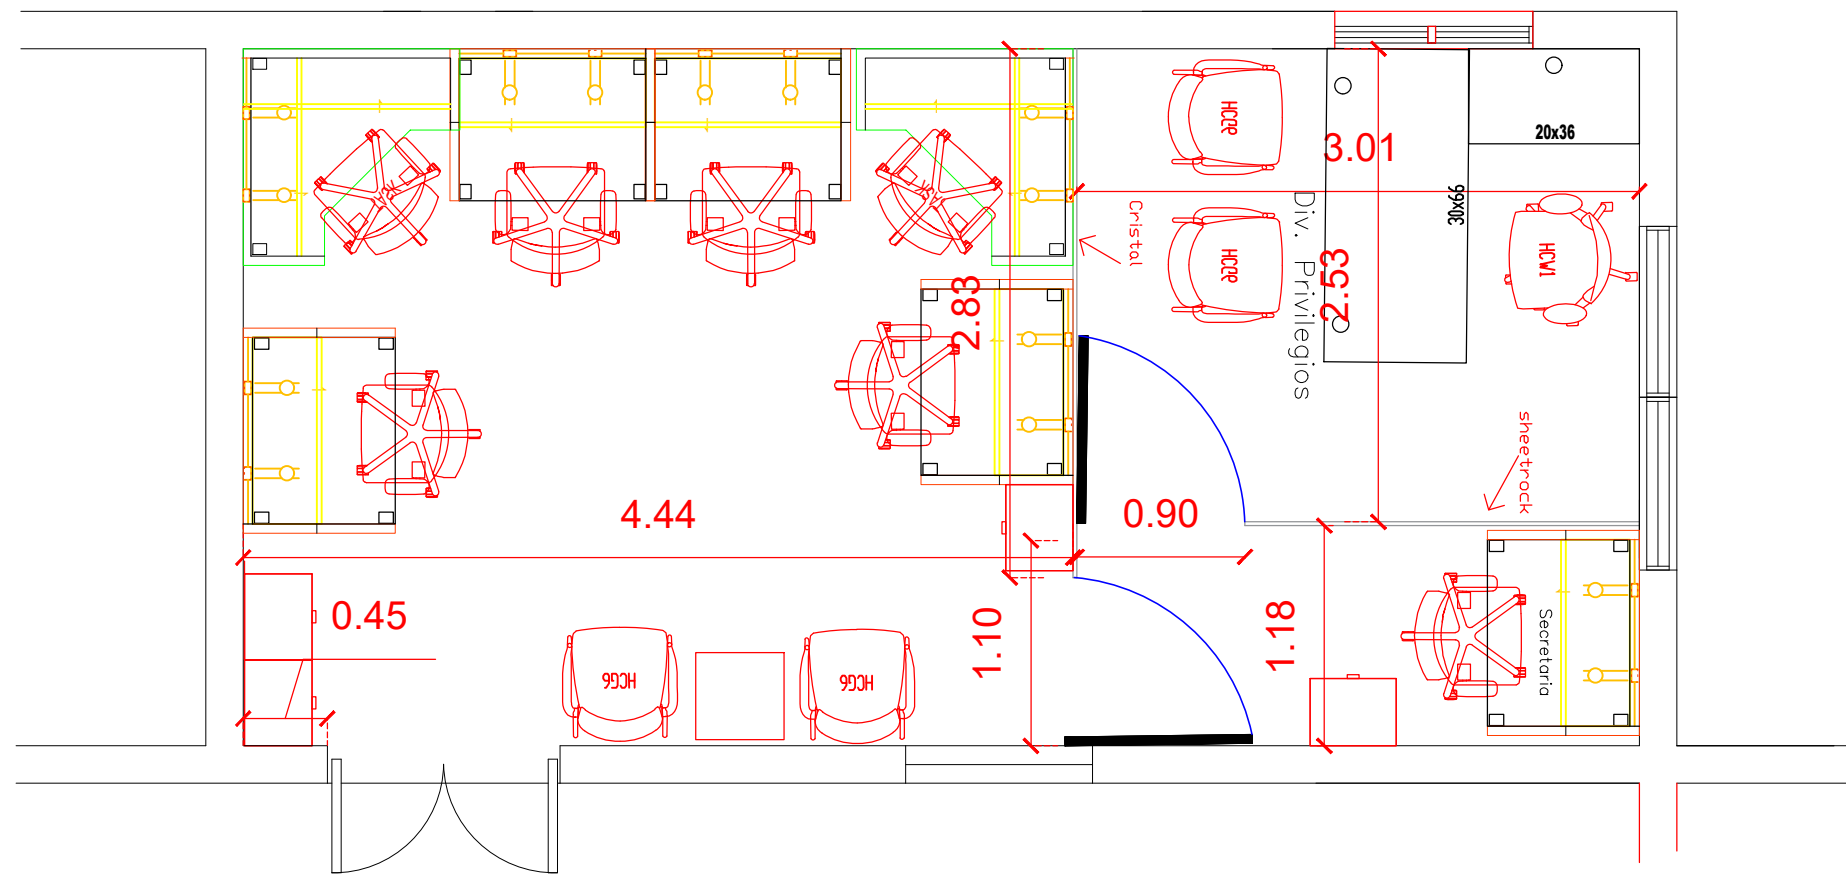 HCG6
3.01
20x36
30x66
Cristal
Div. Privilegios
HCG6
HCW1
2.53
2.83
sheetrock
4.44
0.90
0.45
1.10
1.18
Secretaria
HCG6
HCG6